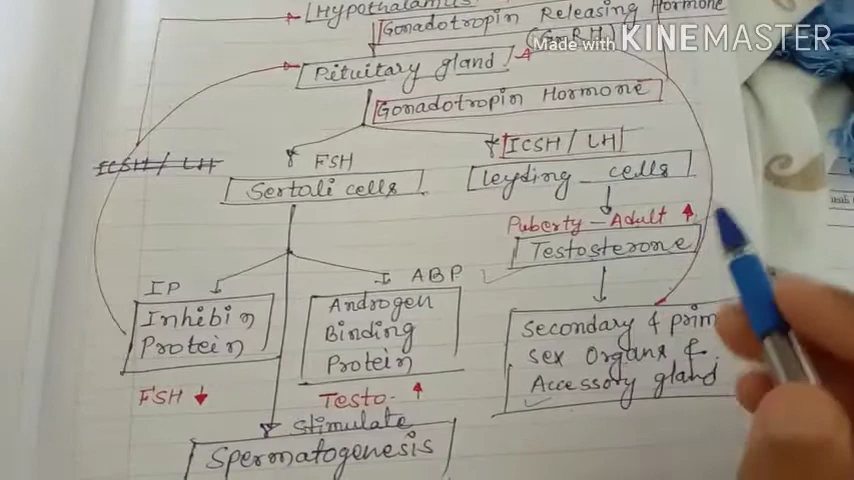 Hypothalamus
Gonadotropin Releasing Hormone
(GnRH)
Made with KINEMASTER
Pituitary gland
Gonadotropin Hormone
ICSH / LH
FSH
ICSH / LH
Sertali cells
Leyding cells
Puberty - Adult
Testosterone
IP
ABP
Inhibin
Protein
Androgen
Binding
Protein
Secondary & prim
sex organs &
Accessory gland
FSH
Testo-
Stimulate
Spermatogenesis